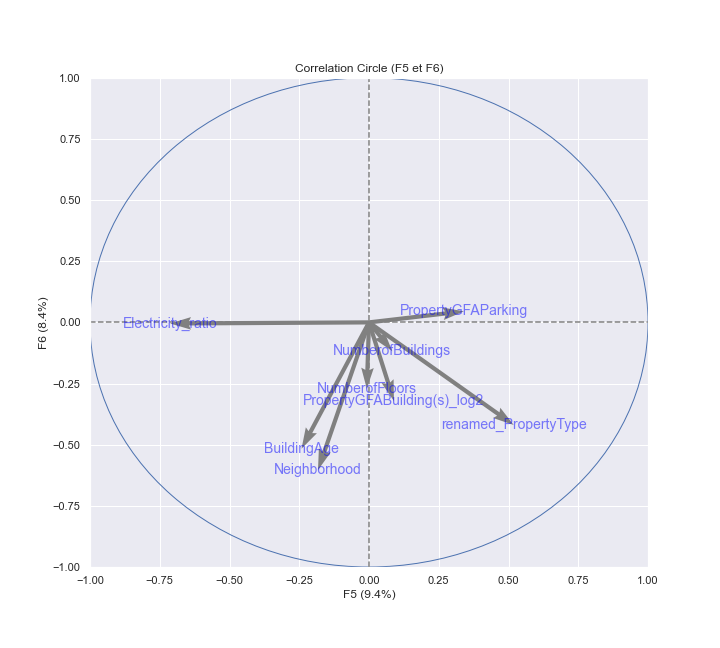 Correlation Circle (F5 et F6)
1.00
0.75
0.50
0.25
0.00
−0.25
−0.50
−0.75
−1.00
F6 (8.4%)
PropertyGFAParking
Electricity_ratio
NumberofBuildings
NumberofFloors
PropertyGFABuilding(s)_log2
renamed_PropertyType
BuildingAge
Neighborhood
−1.00 −0.75 −0.50 −0.25 0.00 0.25 0.50 0.75 1.00
F5 (9.4%)